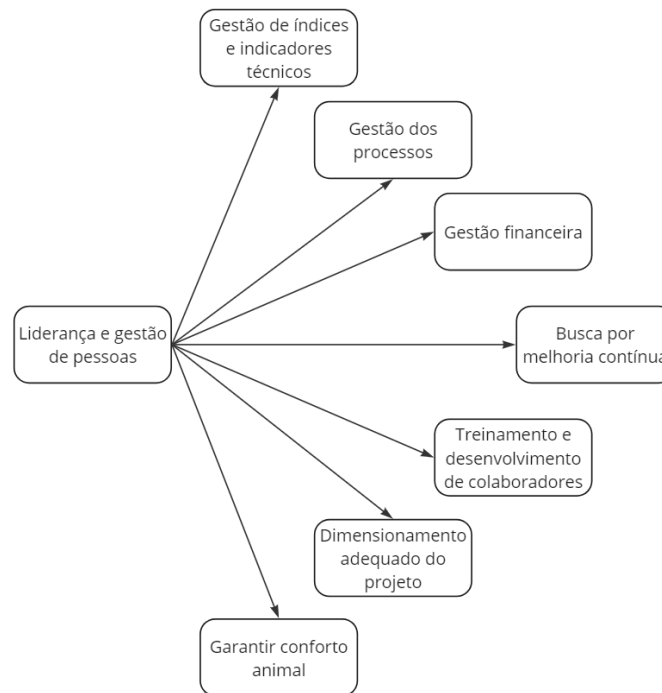 Gestão de índices
e indicadores
técnicos
Gestão dos
processos
Gestão financeira
Liderança e gestão
de pessoas
Busca por
melhoria contínua
Treinamento e
desenvolvimento
de colaboradores
Dimensionamento
adequado do
projeto
Garantir conforto
animal